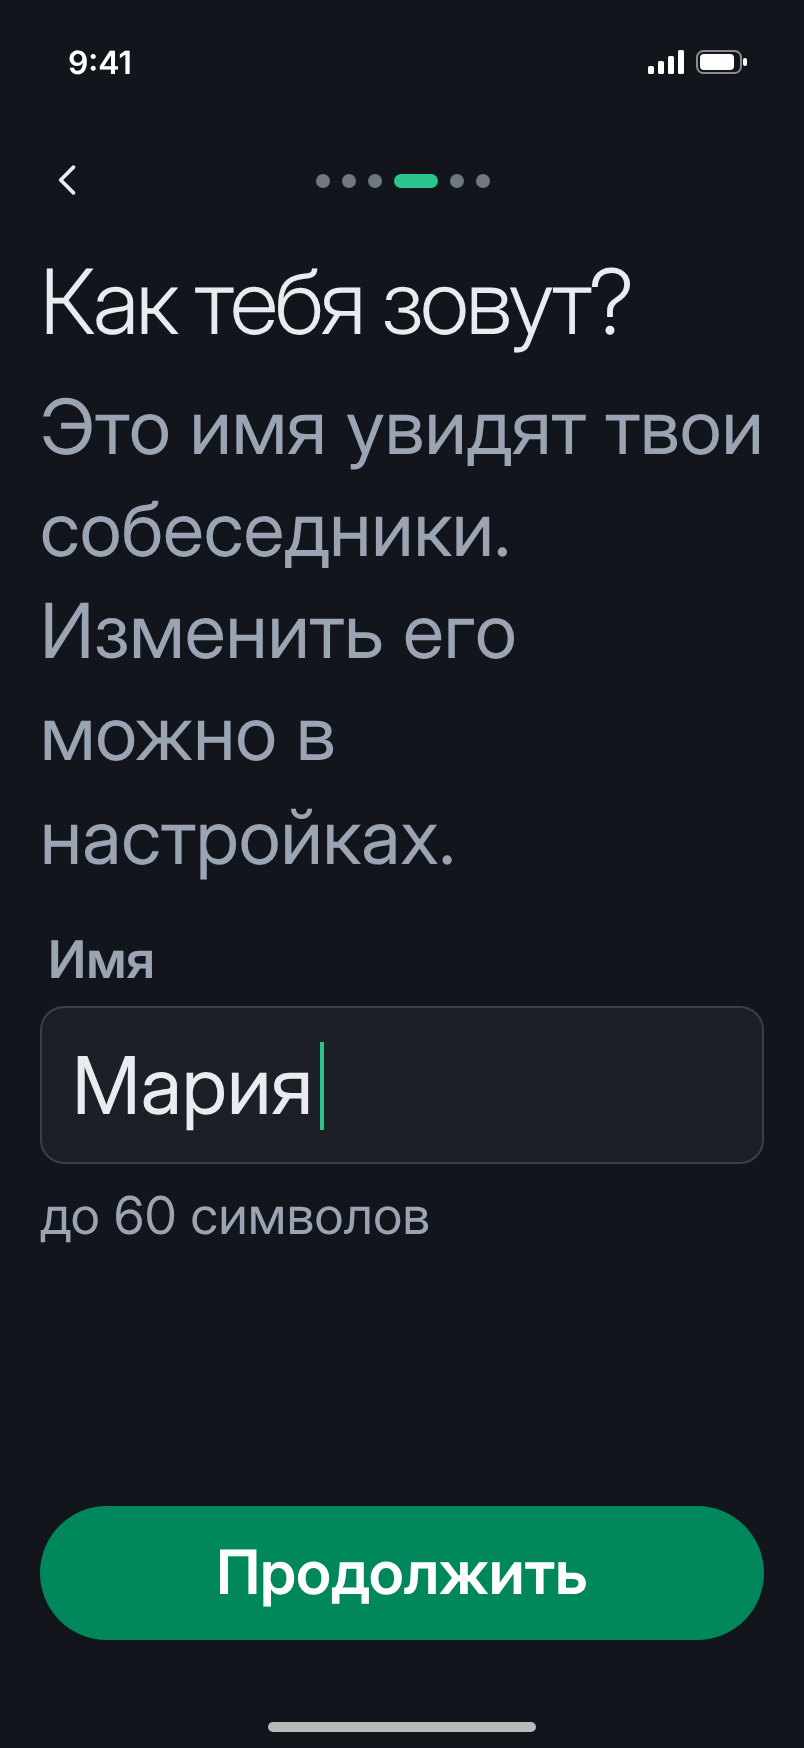 9:41
Как тебя зовут?
Это имя увидят твои
собеседники.
Изменить его
можно в
настройках.
Имя
Мария
до 60 символов
Продолжить